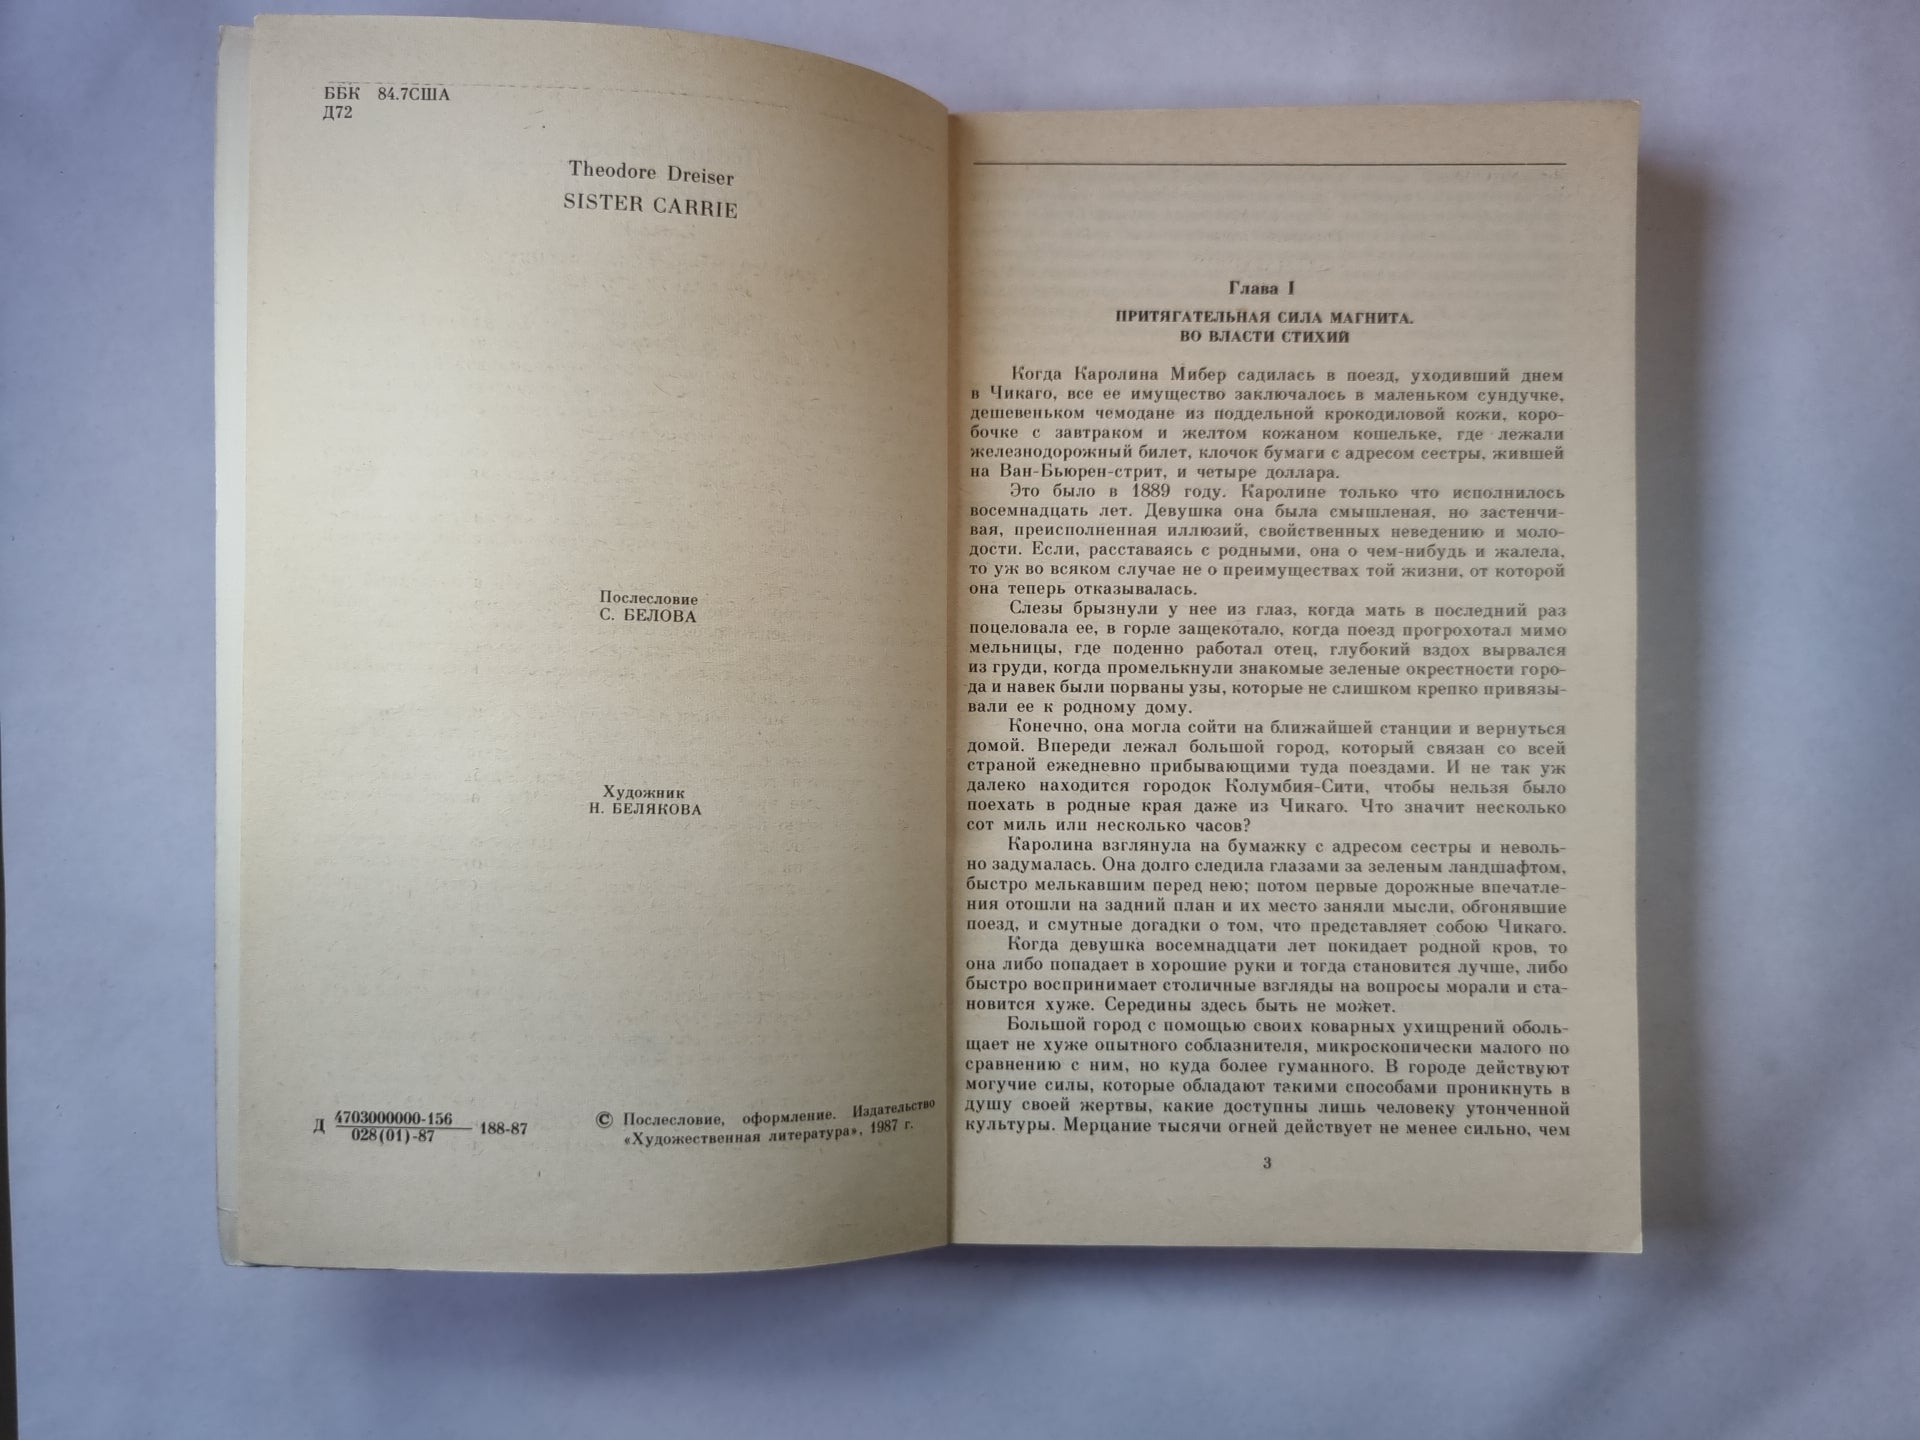 ББК 84.7США
Д72
Theodore Dreiser
SISTER CARRIE
Послесловие
С. БЕЛОВА
Художник
Н. БЕЛЯКОВА
Д 4703000000-156
028(01)-87 188-87
© Послесловие, оформление. Издательство
«Художественная литература», 1987 г.
Глава I
ПРИТЯГАТЕЛЬНАЯ СИЛА МАГНИТА.
ВО ВЛАСТИ СТИХИЙ
Когда Каролина Мибер садилась в поезд, уходивший днем
в Чикаго, все ее имущество заключалось в маленьком сундучке,
дешевеньком чемодане из поддельной крокодиловой кожи, коро-
бочке с завтраком и желтом кожаном кошельке, где лежали
железнодорожный билет, клочок бумаги с адресом сестры, жившей
на Ван-Бьюрен-стрит, и четыре доллара.
Это было в 1889 году. Каролине только что исполнилось
восемнадцать лет. Девушка она была смышленая, но застенчи-
вая, преисполненная иллюзий, свойственных неведению и моло-
дости. Если, расставаясь с родными, она о чем-нибудь и жалела,
то уж во всяком случае не о преимуществах той жизни, от которой
она теперь отказывалась.
Слезы брызнули у нее из глаз, когда мать в последний раз
поцеловала ее, в горле защекотало, когда поезд прогрохотал мимо
мельницы, где поденно работал отец, глубокий вздох вырвался
из груди, когда промелькнули знакомые зеленые окрестности горо-
да и навек были порваны узы, которые не слишком крепко привязы-
вали ее к родному дому.
Конечно, она могла сойти на ближайшей станции и вернуться
домой. Впереди лежал большой город, который связан со всей
страной ежедневно прибывающими туда поездами. И не так уж
далеко находится городок Колумбия-Сити, чтобы нельзя было
поехать в родные края даже из Чикаго. Что значит несколько
сот миль или несколько часов?
Каролина взглянула на бумажку с адресом сестры и неволь-
но задумалась. Она долго следила глазами за зеленым ландшафтом,
быстро мелькавшим перед нею; потом первые дорожные впечатле-
ния отошли на задний план и их место заняли мысли, обгонявшие
поезд, и смутные догадки о том, что представляет собою Чикаго.
Когда девушка восемнадцати лет покидает родной кров, то
она либо попадает в хорошие руки и тогда становится лучше, либо
быстро воспринимает столичные взгляды на вопросы морали и ста-
новится хуже. Середины здесь быть не может.
Большой город с помощью своих коварных ухищрений оболь-
щает не хуже опытного соблазнителя, микроскопически малого по
сравнению с ним, но куда более гуманного. В городе действуют
могучие силы, которые обладают такими способами проникнуть в
душу своей жертвы, какие доступны лишь человеку утонченной
культуры. Мерцание тысячи огней действует не менее сильно, чем
3